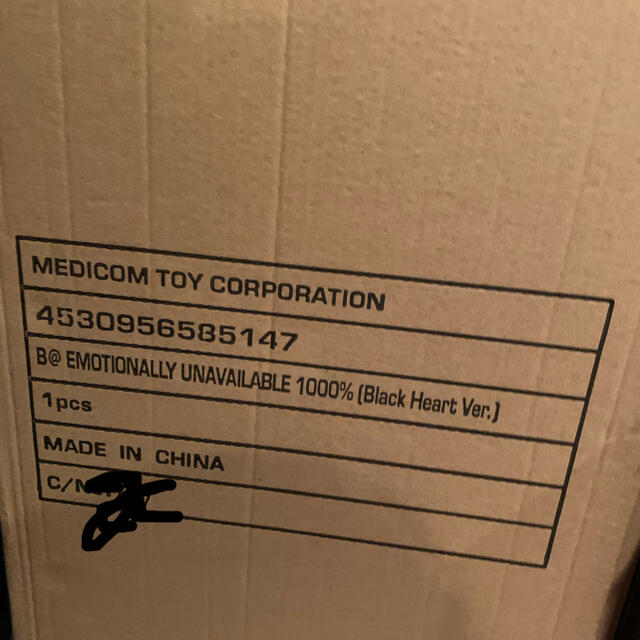 MEDICOM TOY CORPORATION
4530956585147
B@ EMOTIONALLY UNAVAILABLE 1000% (Black Heart Ver.)
1pcs
MADE IN CHINA